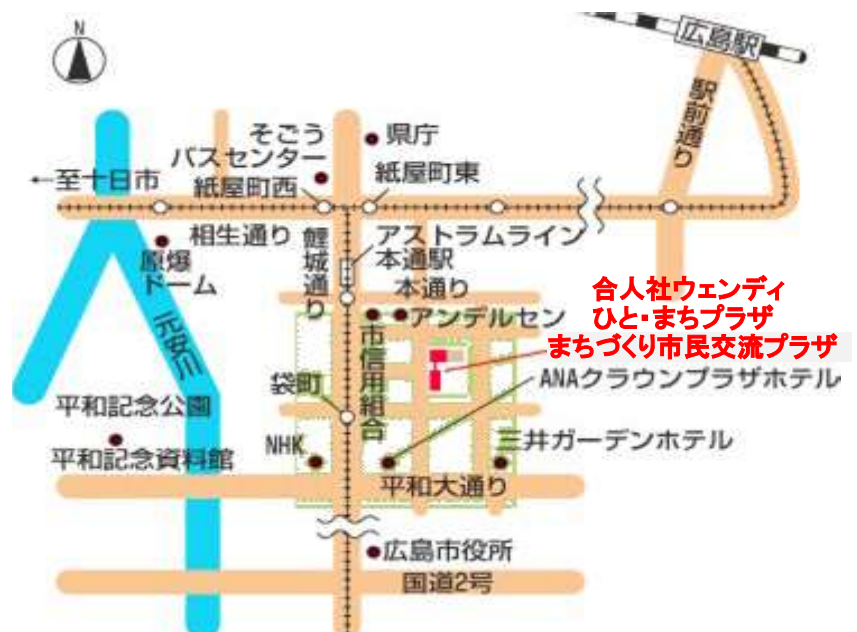 N
広島駅
駅前通り
そごう
バスセンター
県庁
←至十日市
紙屋町西
紙屋町東
相生通り
鯉城通り
アストラムライン
本通駅
本通り
原爆
ドーム
元安川
合人社ウェンディ
ひと・まちプラザ
まちづくり市民交流プラザ
アンデルセン
市信用組合
袋町
ANAクラウンプラザホテル
平和記念公園
平和記念資料館
NHK
三井ガーデンホテル
平和大通り
広島市役所
国道2号